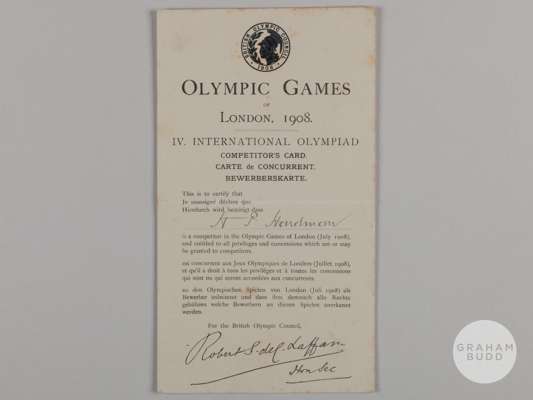 BRITISH OLYMPIC COUNCIL
1908
OLYMPIC GAMES
OF
LONDON, 1908.
IV. INTERNATIONAL OLYMPIAD
COMPETITOR'S CARD.
CARTE de CONCURRENT.
BEWERBERSKARTE.
This is to certify that
Je soussigné déclare que
Hierdurch wird bezeugt dass
H P Hardman
is a competitor in the Olympic Games of London (July 1908),
and entitled to all privileges and concessions which are or may
be granted to competitors.
est concurrent aux Jeux Olympiques de Londres (Juillet 1908),
et qu'il a droit à tous les privilèges et à toutes les concessions
qui sont ou qui seront accordées aux concurrents.
zu den Olympischen Spielen von London (Juli 1908) als
Bewerber und dass ihm demnach alle Rechte
gebühren welche Bewerbern an diesen Spielen zuerkannt
werden
For the British Olympic Council,
Robert S. de C. Laffan
Hon Sec
GRAHAM
BUDD